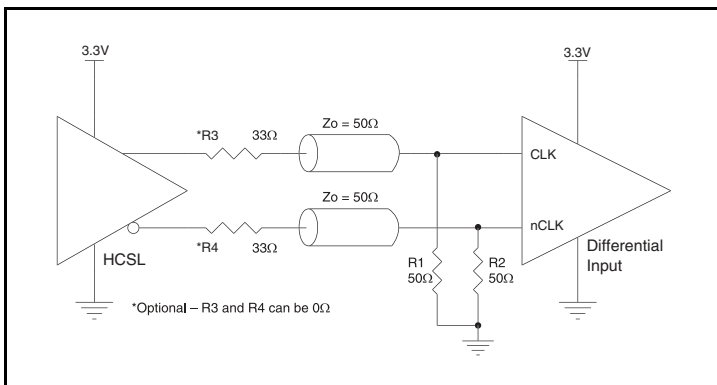 3.3V
3.3V
*R3 33Ω
Zo = 50Ω
CLK
Zo = 50Ω
nCLK
HCSL
*R4 33Ω
R1
50Ω
R2
50Ω
Differential
Input
*Optional – R3 and R4 can be 0Ω